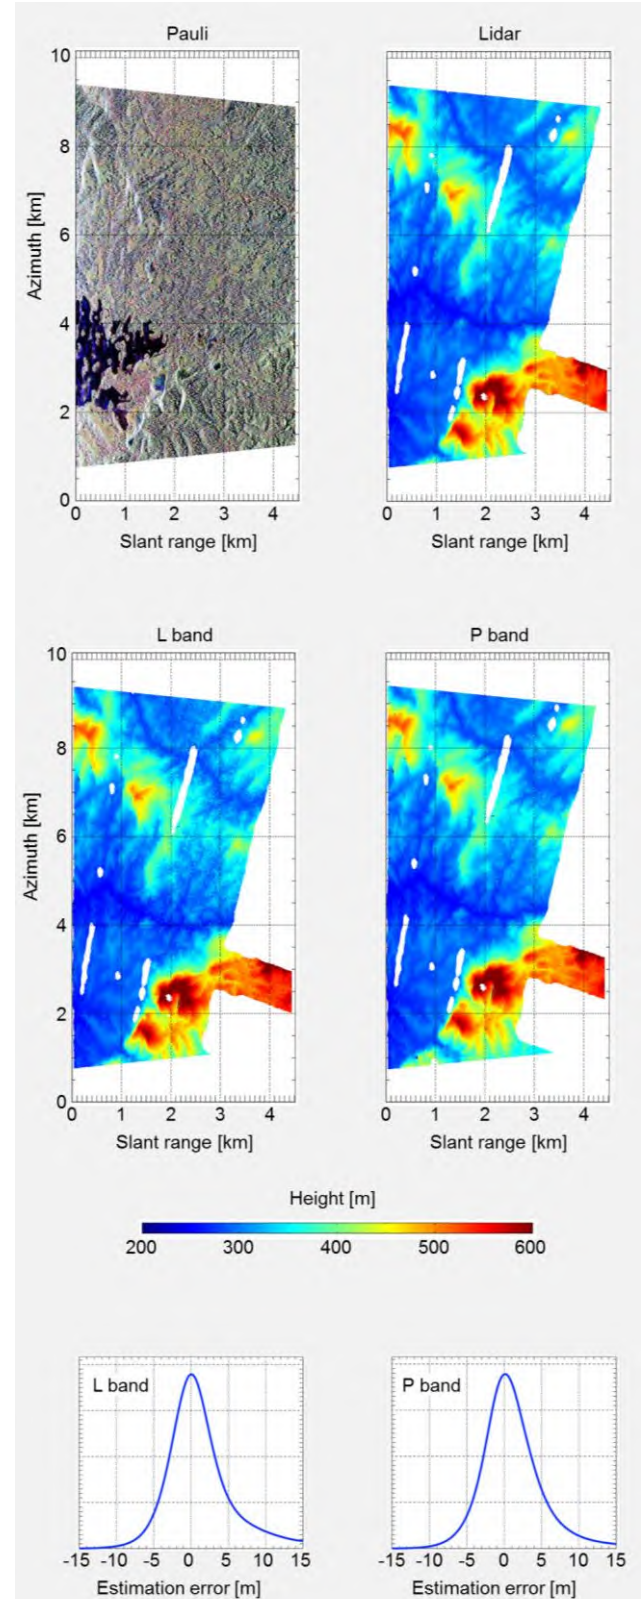 Pauli
Lidar
10
8
6
4
2
0
Azimuth [km]
0 1 2 3 4
Slant range [km]
0 1 2 3 4
Slant range [km]
L band
P band
10
8
6
4
2
0
Azimuth [km]
0 1 2 3 4
Slant range [km]
0 1 2 3 4
Slant range [km]
Height [m]
200 300 400 500 600
L band
P band
-15 -10 -5 0 5 10 15
Estimation error [m]
-15 -10 -5 0 5 10 15
Estimation error [m]